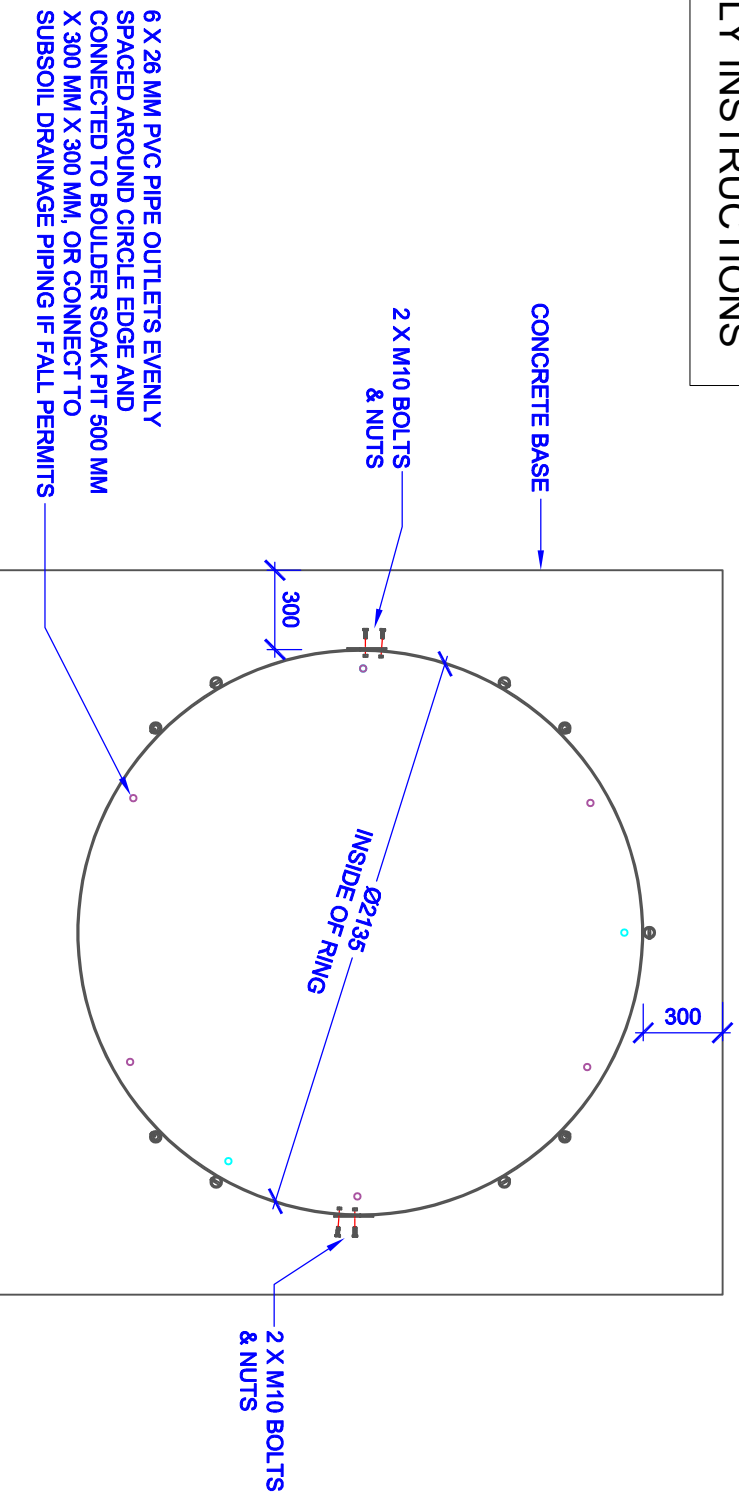 LY INSTRUCTIONS
CONCRETE BASE
2 X M10 BOLTS
& NUTS
6 X 26 MM PVC PIPE OUTLETS EVENLY
SPACED AROUND CIRCLE EDGE AND
CONNECTED TO BOULDER SOAK PIT 500 MM
X 300 MM X 300 MM, OR CONNECT TO
SUBSOIL DRAINAGE PIPING IF FALL PERMITS
300
Ø2135
INSIDE OF RING
300
2 X M10 BOLTS
& NUTS